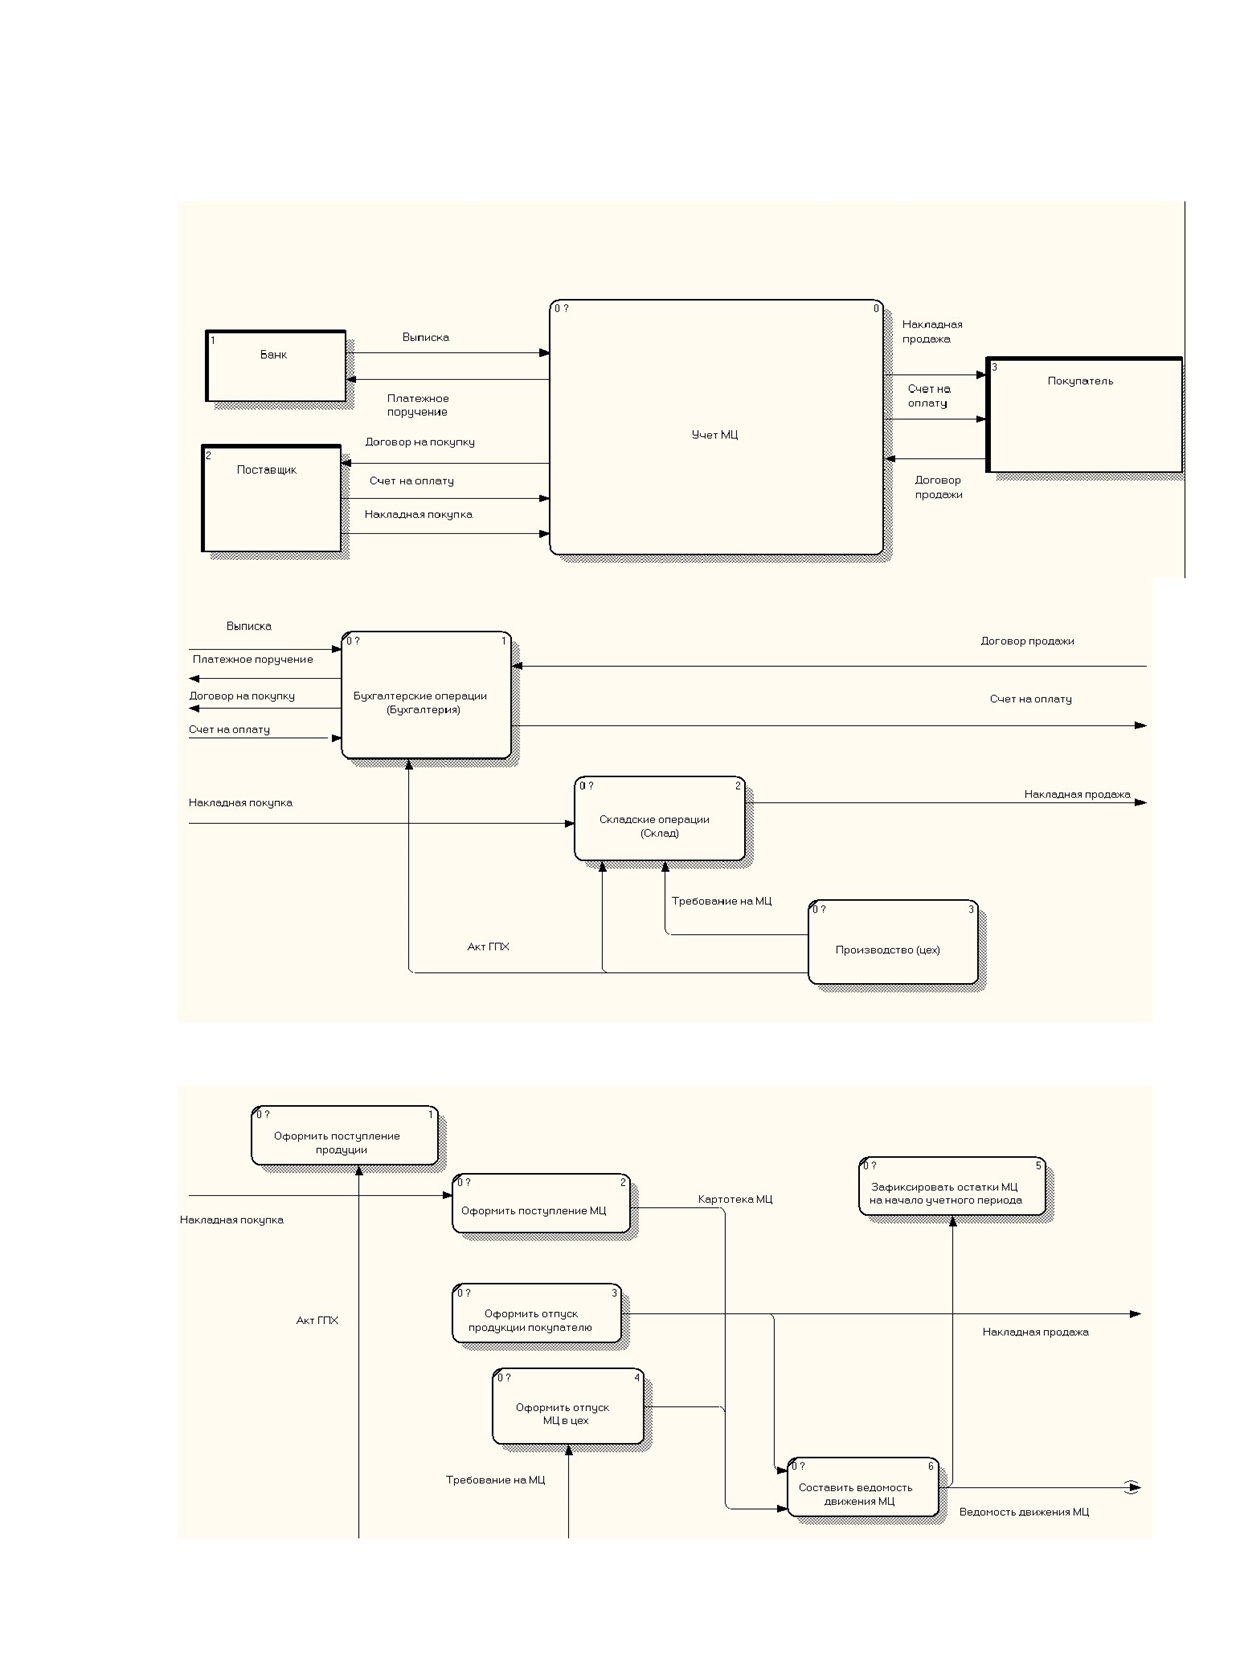 0 ?
0
1
Банк
Выписка
Платежное
поручение
Договор на покупку
2
Поставщик
Счет на оплату
Накладная покупка
Учет МЦ
Накладная
продажа
Счет на
оплату
3
Покупатель
Договор
продажи
Выписка
Платежное поручение
Договор на покупку
Счет на оплату
0 ?
1
Бухгалтерские операции
(Бухгалтерия)
Договор продажи
Счет на оплату
Накладная покупка
0 ?
2
Складские операции
(Склад)
Накладная продажа
Требование на МЦ
Акт ГПХ
0 ?
3
Производство (цех)
0 ?
1
Оформить поступление
продуции
Накладная покупка
0 ?
2
Оформить поступление МЦ
Картотека МЦ
0 ?
5
Зафиксировать остатки МЦ
на начало учетного периода
0 ?
3
Оформить отпуск
продукции покупателю
Акт ГПХ
Накладная продажа
0 ?
4
Оформить отпуск
МЦ в цех
Требование на МЦ
0 ?
6
Составить ведомость
движения МЦ
Ведомость движения МЦ